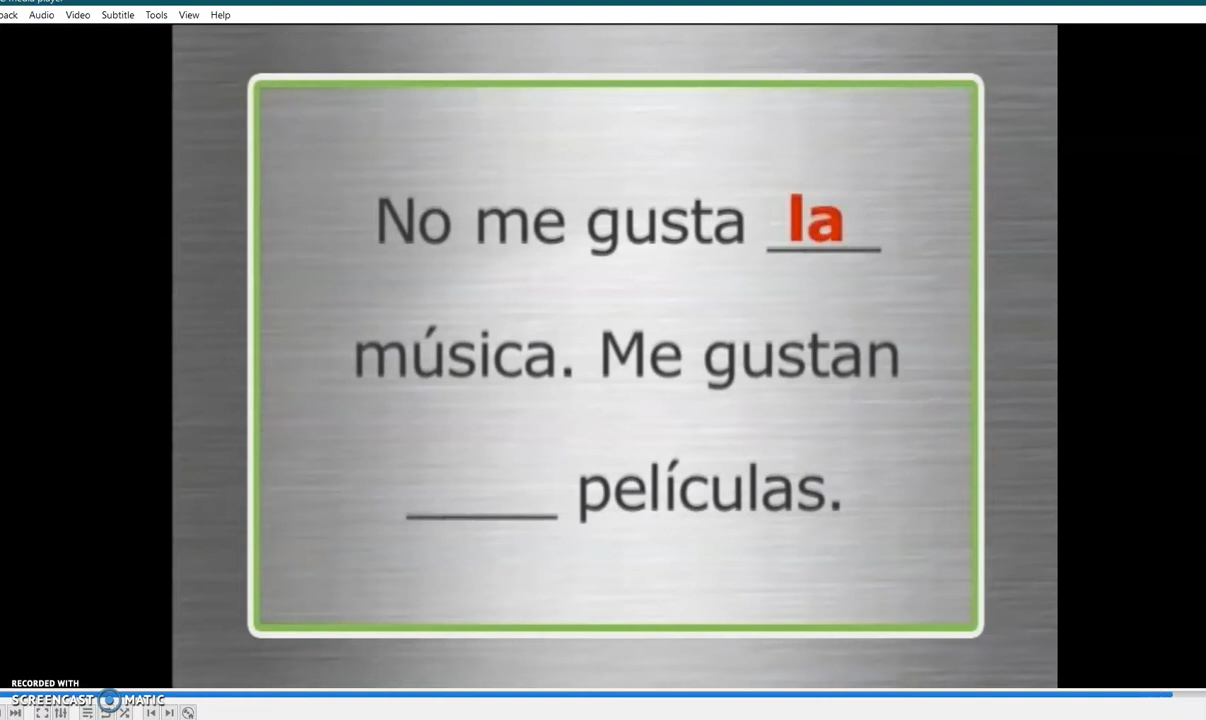 Audio Video Subtitle Tools View Help
No me gusta la
música. Me gustan
_____ películas.
RECORDED WITH
SCREENCAST MATIC